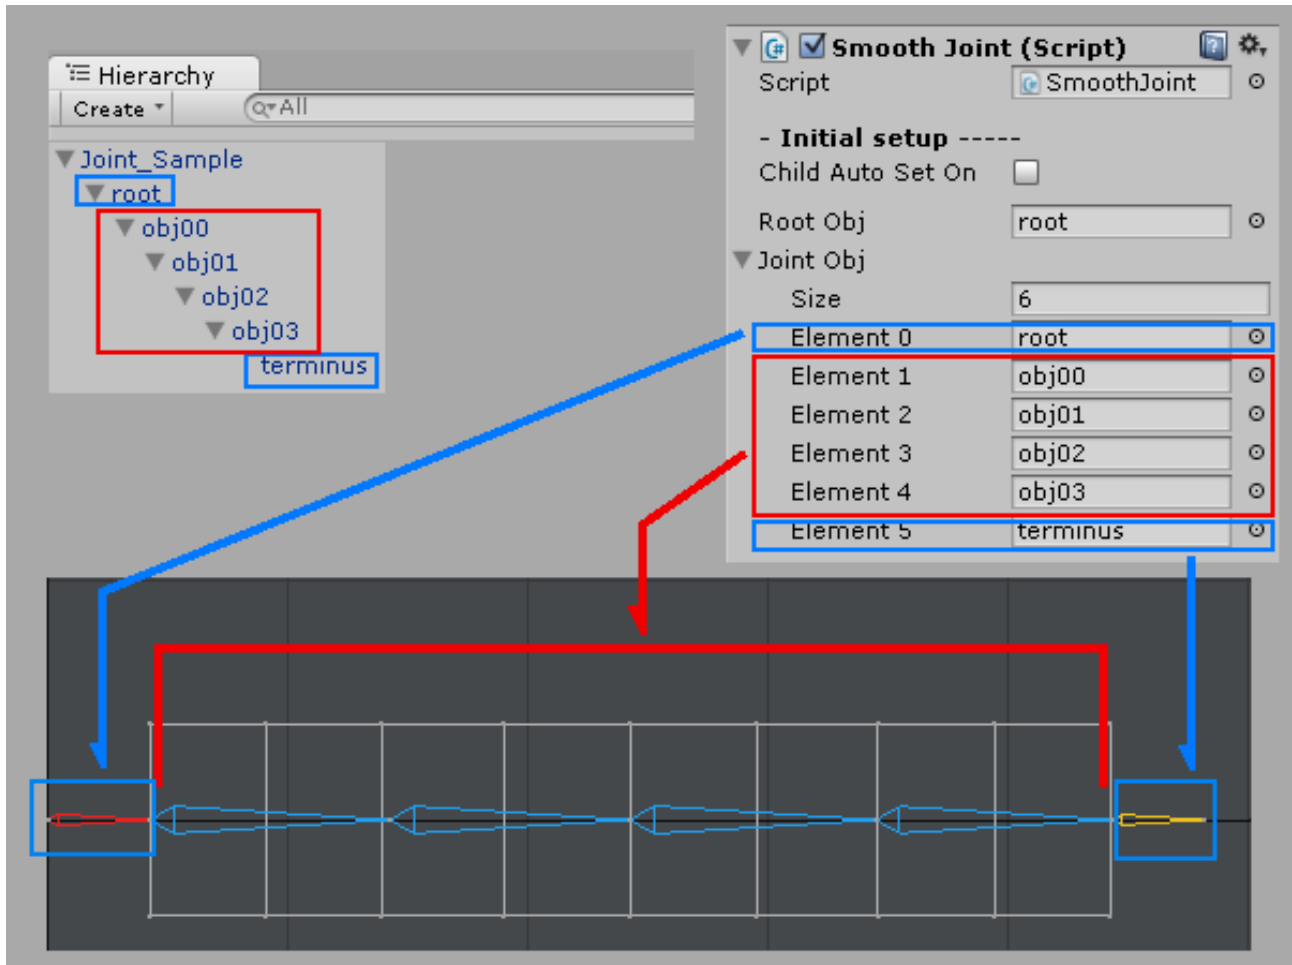 Hierarchy
Create
All
Joint_Sample
root
obj00
obj01
obj02
obj03
terminus
Smooth Joint (Script)
Script SmoothJoint
- Initial setup -----
Child Auto Set On
Root Obj root
Joint Obj
Size 6
Element 0 root
Element 1 obj00
Element 2 obj01
Element 3 obj02
Element 4 obj03
Element 5 terminus